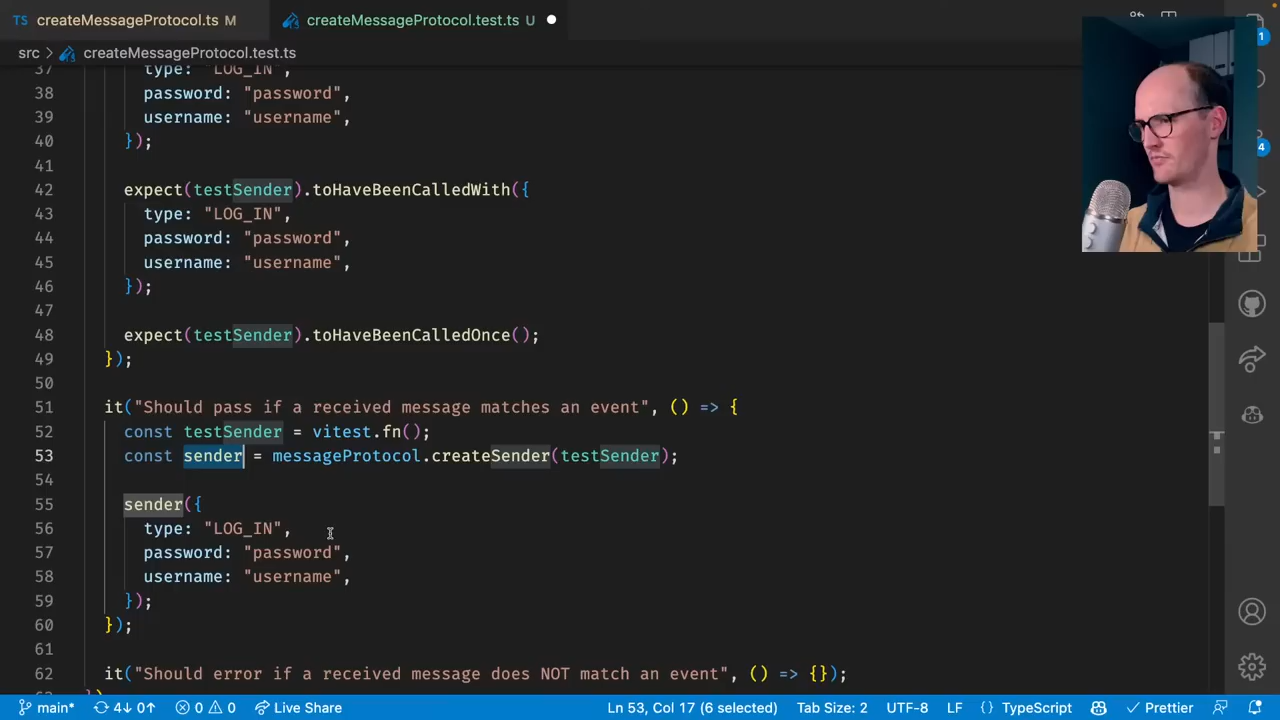 TS createMessageProtocol.ts M
createMessageProtocol.test.ts U
src > createMessageProtocol.test.ts
37 type: "LOG_IN",
38 password: "password",
39 username: "username",
40 });
41
42 expect(testSender).toHaveBeenCalledWith({
43 type: "LOG_IN",
44 password: "password",
45 username: "username",
46 });
47
48 expect(testSender).toHaveBeenCalledOnce();
49 });
50
51 it("Should pass if a received message matches an event", () => {
52 const testSender = vitest.fn();
53 const sender = messageProtocol.createSender(testSender);
54
55 sender({
56 type: "LOG_IN",
57 password: "password",
58 username: "username",
59 });
60 });
61
62 it("Should error if a received message does NOT match an event", () => {});
1
4
main* 4↓ 0↑ 0 0 Live Share Ln 53, Col 17 (6 selected) Tab Size: 2 UTF-8 LF {} TypeScript Prettier